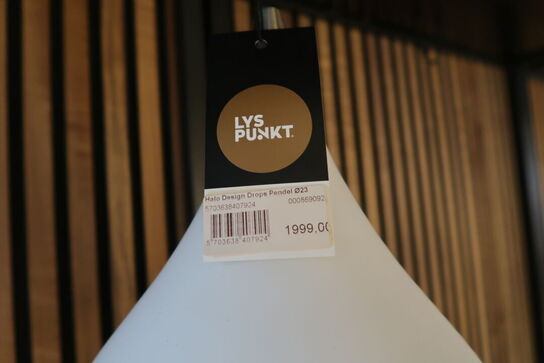 LYS
PUNKT.
Halo Design Drops Pendel Ø23
5703638407924 000569092
5703638407924
1999,00